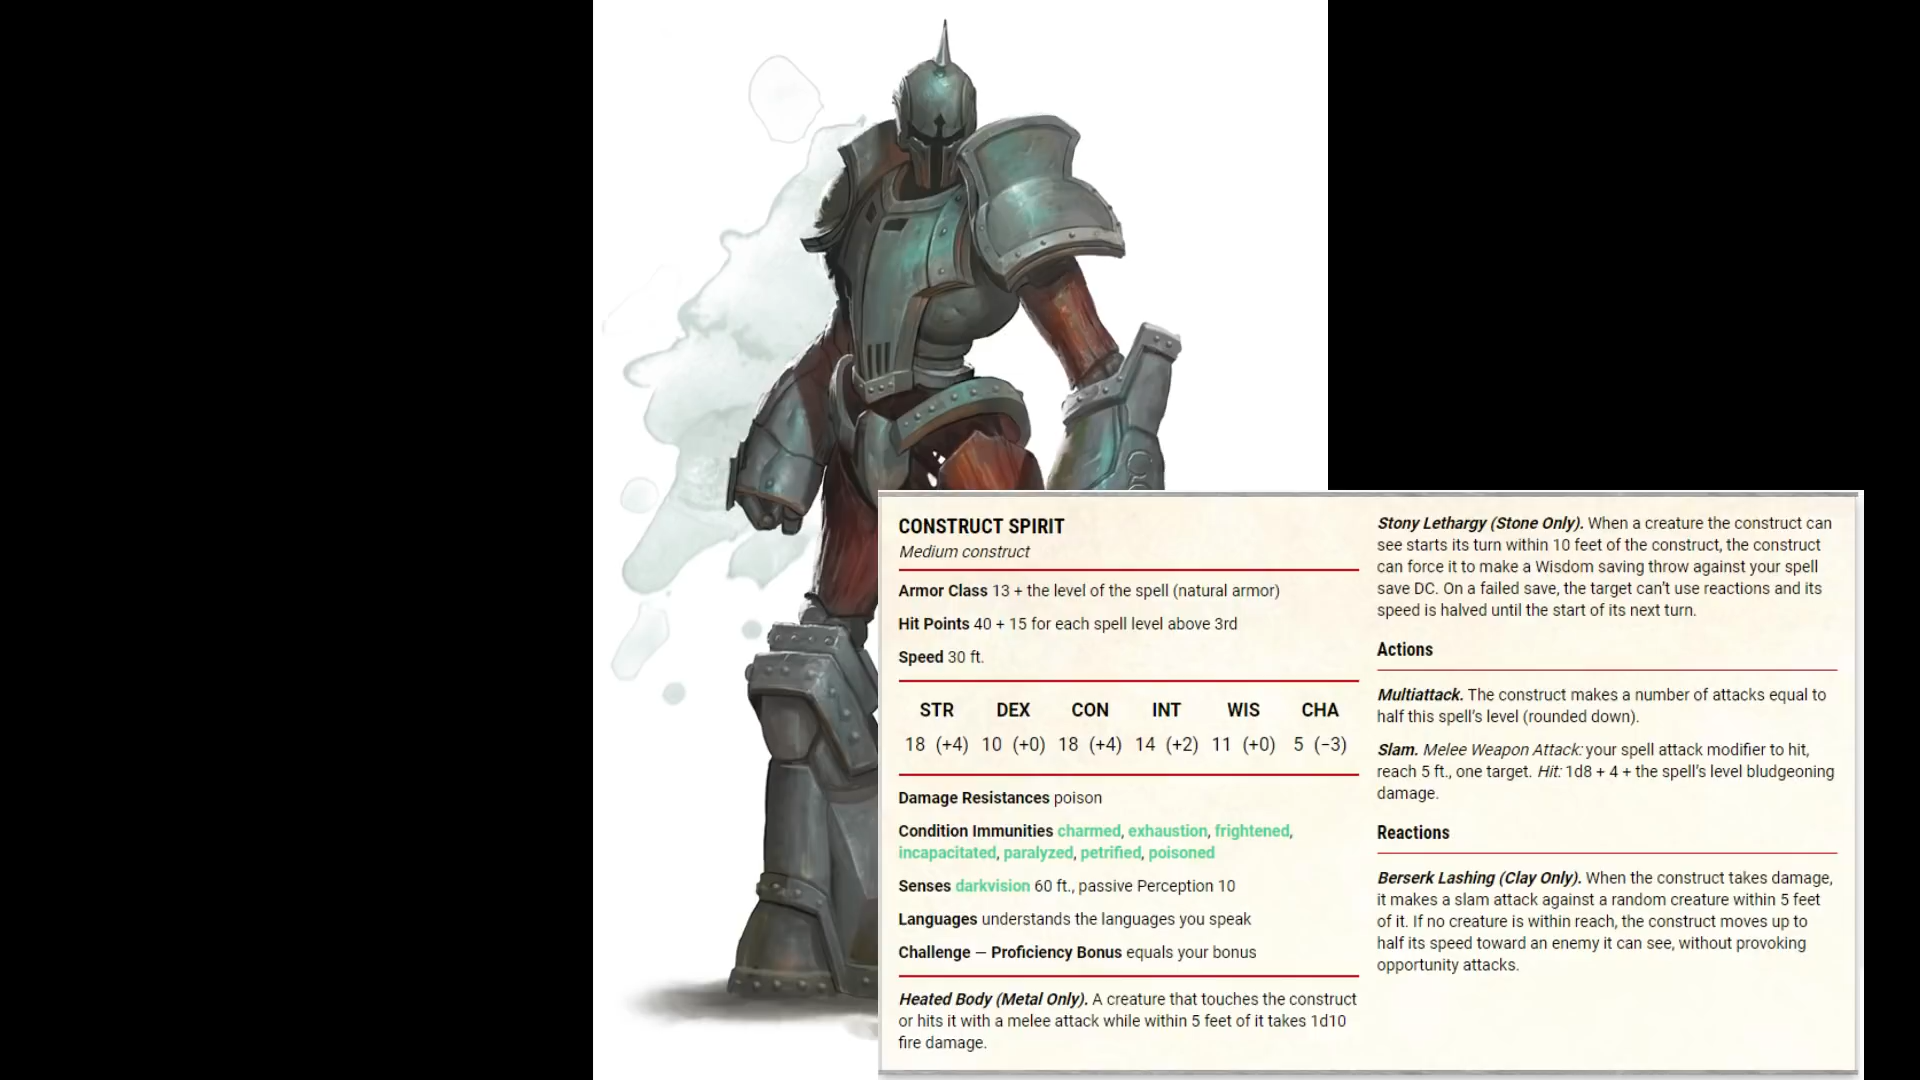 CONSTRUCT SPIRIT
Medium construct
Armor Class 13 + the level of the spell (natural armor)
Hit Points 40 + 15 for each spell level above 3rd
Speed 30 ft.
STR DEX CON INT WIS CHA
18 (+4) 10 (+0) 18 (+4) 14 (+2) 11 (+0) 5 (−3)
Damage Resistances poison
Condition Immunities charmed, exhaustion, frightened,
incapacitated, paralyzed, petrified, poisoned
Senses darkvision 60 ft., passive Perception 10
Languages understands the languages you speak
Challenge — Proficiency Bonus equals your bonus
Heated Body (Metal Only). A creature that touches the construct
or hits it with a melee attack while within 5 feet of it takes 1d10
fire damage.
Stony Lethargy (Stone Only). When a creature the construct can
see starts its turn within 10 feet of the construct, the construct
can force it to make a Wisdom saving throw against your spell
save DC. On a failed save, the target can’t use reactions and its
speed is halved until the start of its next turn.
Actions
Multiattack. The construct makes a number of attacks equal to
half this spell’s level (rounded down).
Slam. Melee Weapon Attack: your spell attack modifier to hit,
reach 5 ft., one target. Hit: 1d8 + 4 + the spell’s level bludgeoning
damage.
Reactions
Berserk Lashing (Clay Only). When the construct takes damage,
it makes a slam attack against a random creature within 5 feet
of it. If no creature is within reach, the construct moves up to
half its speed toward an enemy it can see, without provoking
opportunity attacks.